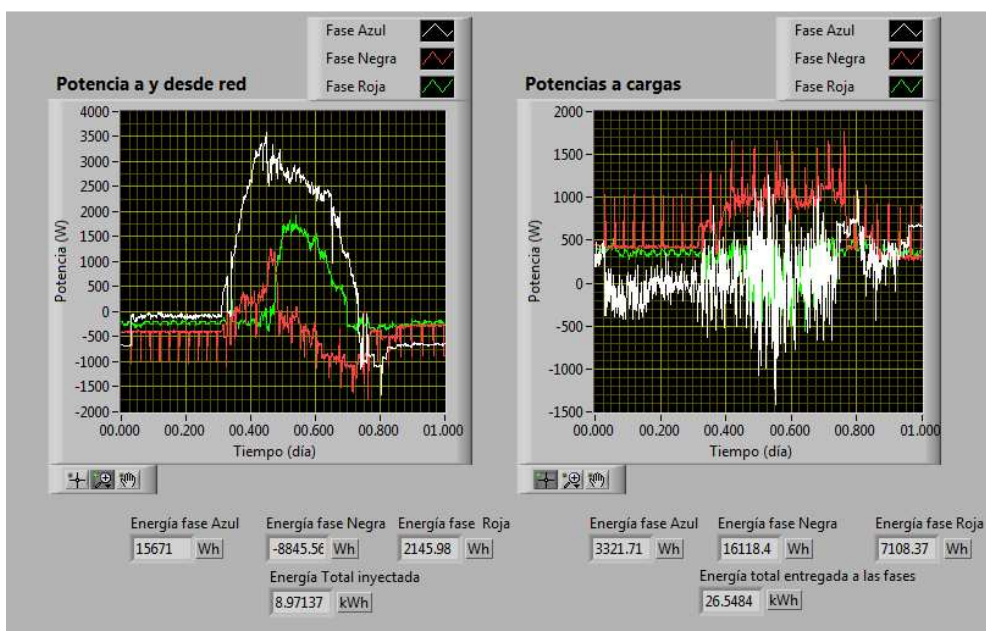 Fase Azul
Fase Negra
Fase Roja
Potencia a y desde red
4000
3500
3000
2500
2000
1500
1000
500
0
-500
-1000
-1500
-2000
Potencia (W)
00.000 00.200 00.400 00.600 00.800 01.000
Tiempo (día)
Energía fase Azul Energía fase Negra Energía fase Roja
15671 Wh -8845.56 Wh 2145.98 Wh
Energía Total inyectada
8.97137 kWh
Fase Azul
Fase Negra
Fase Roja
Potencias a cargas
2000
1500
1000
500
0
-500
-1000
-1500
Potencia (W)
00.000 00.200 00.400 00.600 00.800 01.000
Tiempo (día)
Energía fase Azul Energía fase Negra Energía fase Roja
3321.71 Wh 16118.4 Wh 7108.37 Wh
Energía total entregada a las fases
26.5484 kWh